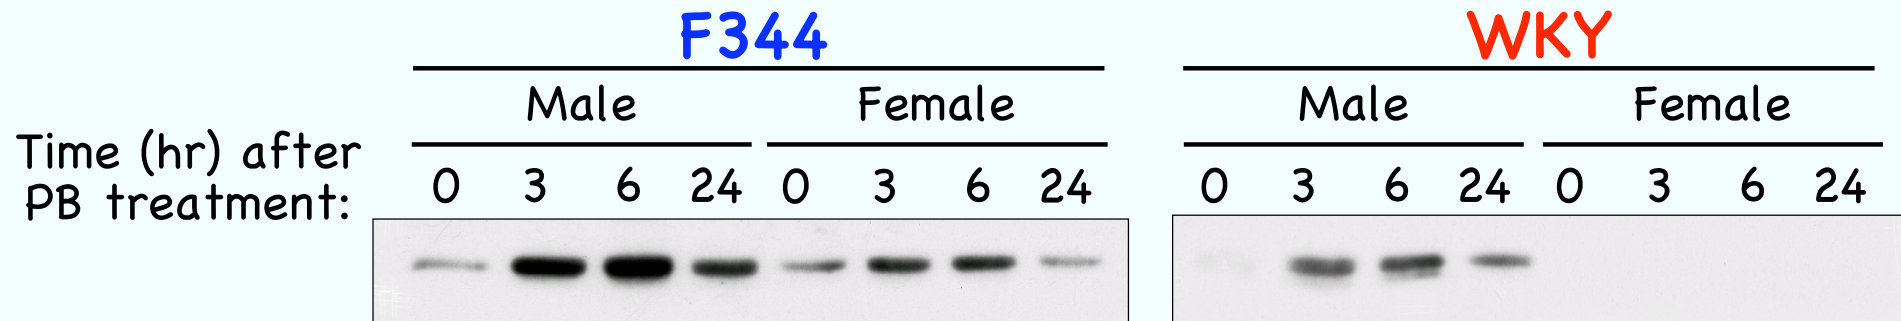 F344 WKY
Male Female Male Female
Time (hr) after
PB treatment: 0 3 6 24 0 3 6 24 0 3 6 24 0 3 6 24